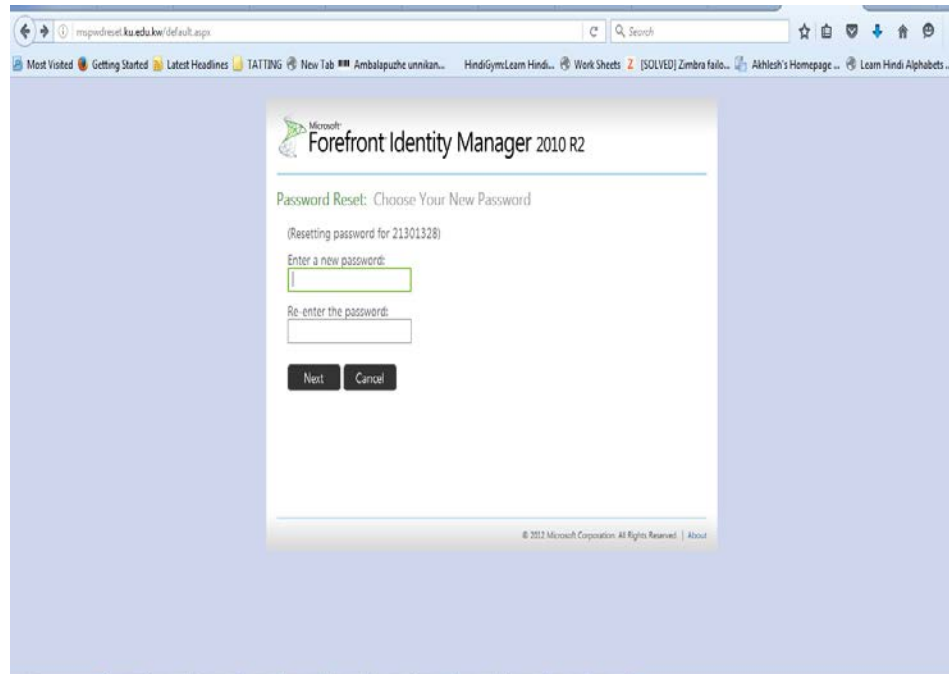 mspwdreset.ku.edu.kw/default.aspx
Search
Most Visited Getting Started Latest Headlines TATTING New Tab Ambalapuzhe unnikan... HindiGym:Learn Hindi... Work Sheets [SOLVED] Zimbra failo... Akhlesh's Homepage ... Learn Hindi Alphabets ...
Microsoft
Forefront Identity Manager 2010 R2
Password Reset: Choose Your New Password
(Resetting password for 21301328)
Enter a new password:
Re-enter the password:
Next Cancel
© 2012 Microsoft Corporation. All Rights Reserved. | About